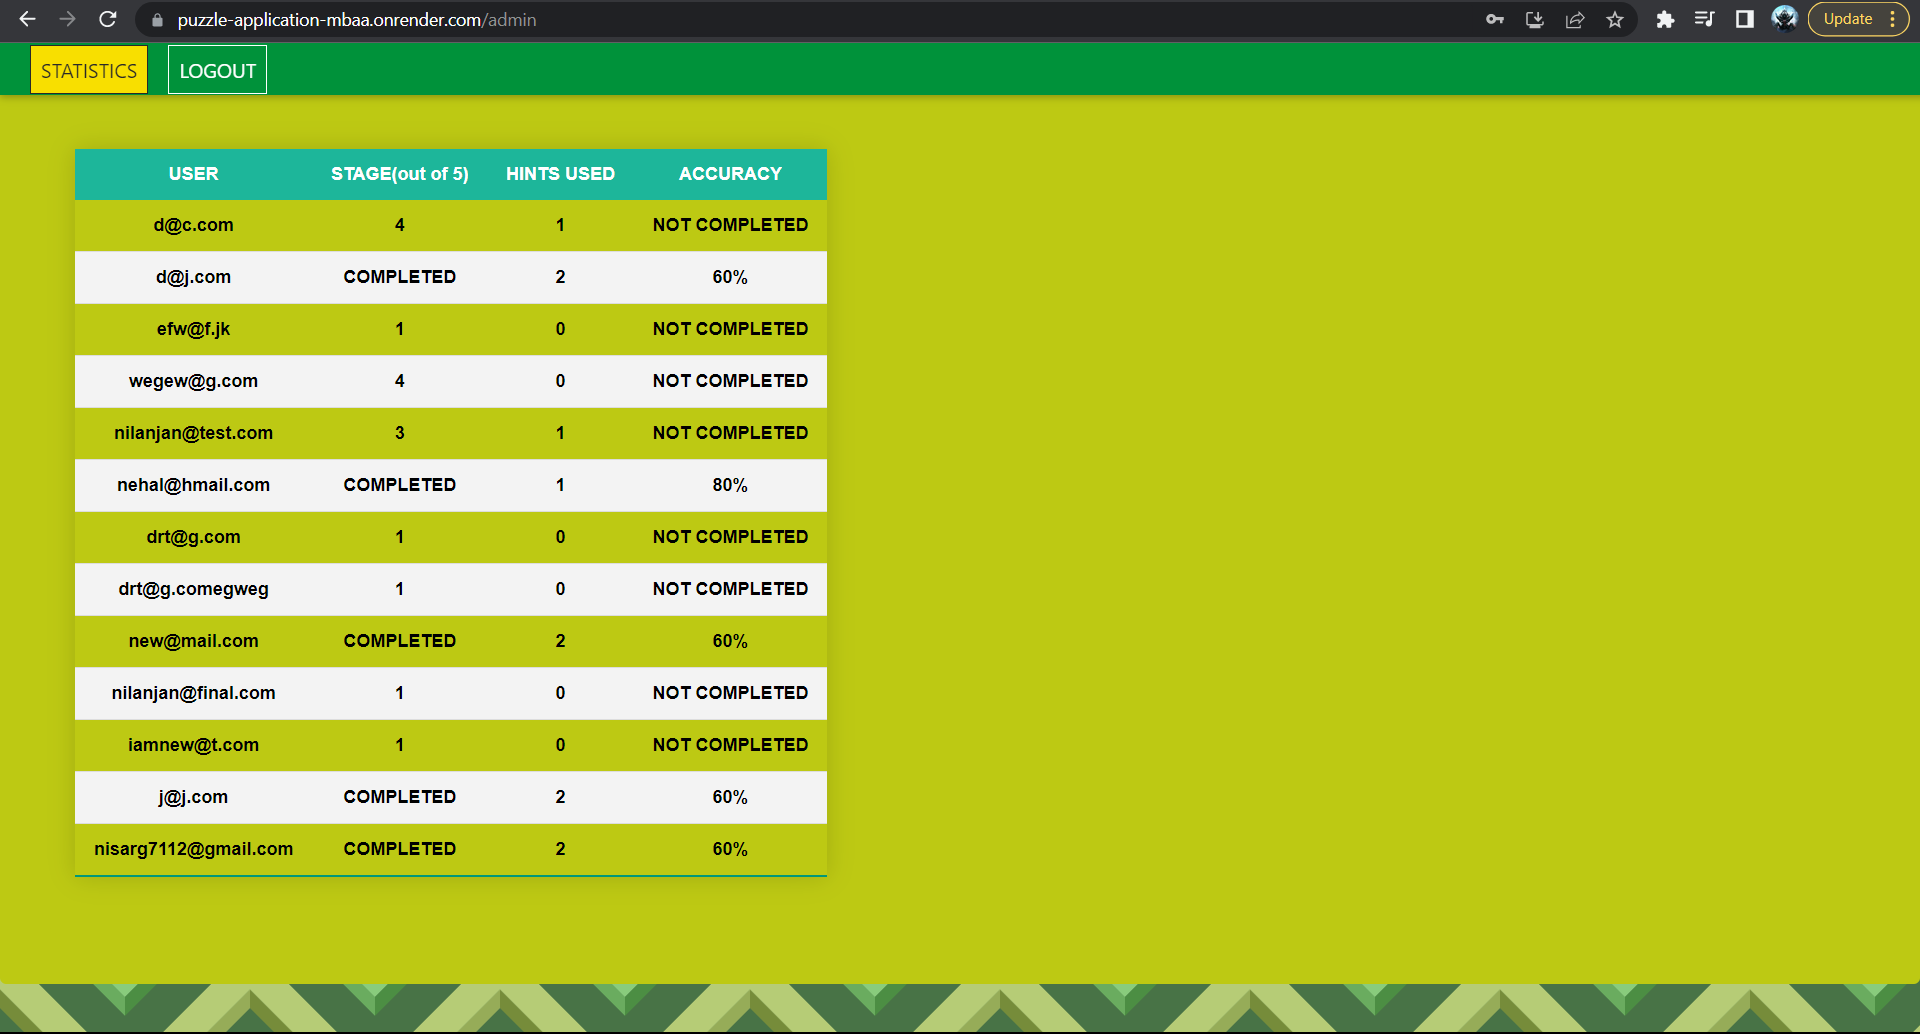 puzzle-application-mbaa.onrender.com/admin Update
STATISTICS LOGOUT
USER STAGE(out of 5) HINTS USED ACCURACY
d@c.com 4 1 NOT COMPLETED
d@j.com COMPLETED 2 60%
efw@f.jk 1 0 NOT COMPLETED
wegew@g.com 4 0 NOT COMPLETED
nilanjan@test.com 3 1 NOT COMPLETED
nehal@hmail.com COMPLETED 1 80%
drt@g.com 1 0 NOT COMPLETED
drt@g.comegweg 1 0 NOT COMPLETED
new@mail.com COMPLETED 2 60%
nilanjan@final.com 1 0 NOT COMPLETED
iamnew@t.com 1 0 NOT COMPLETED
j@j.com COMPLETED 2 60%
nisarg7112@gmail.com COMPLETED 2 60%